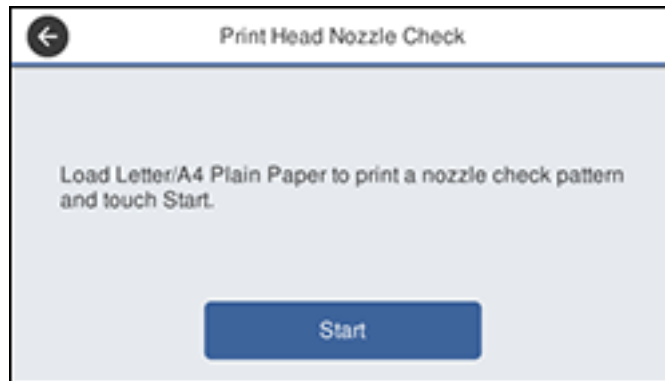 Print Head Nozzle Check
Load Letter/A4 Plain Paper to print a nozzle check pattern
and touch Start.
Start